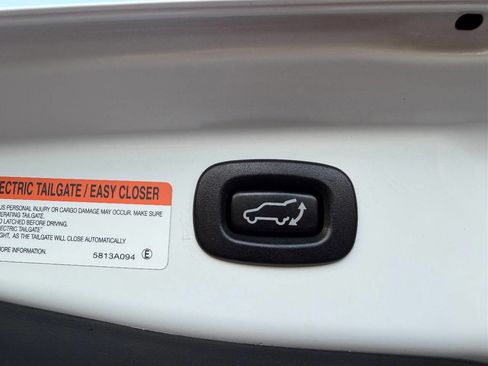 ECTRIC TAILGATE / EASY CLOSER
US PERSONAL INJURY OR CARGO DAMAGE MAY OCCUR. MAKE SURE
ERATING TAILGATE.
D LATCHED BEFORE DRIVING.
ECTRIC TAILGATE"
GHT, AS THE TAILGATE WILL CLOSE AUTOMATICALLY
ORE INFORMATION.
5813A094 E